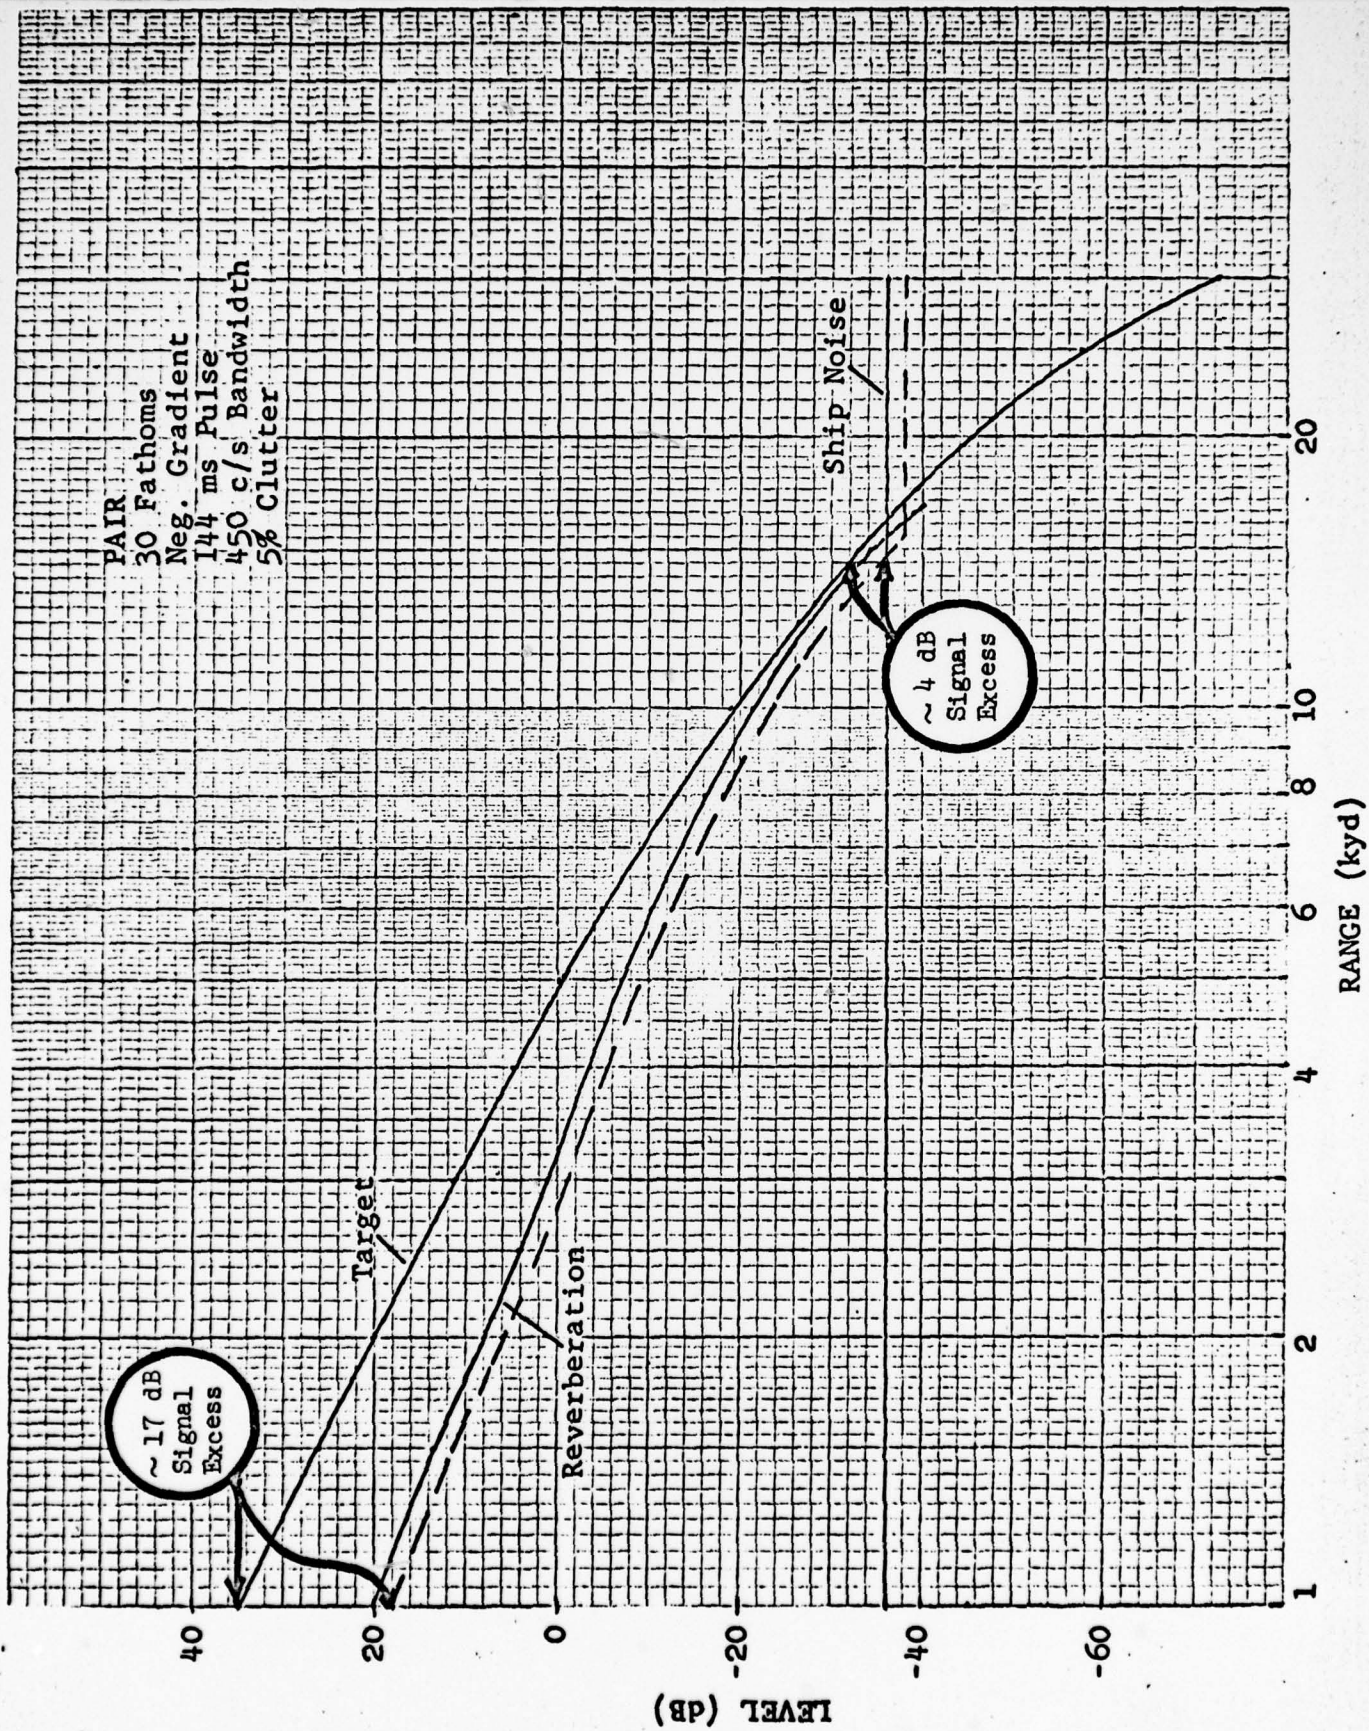 PAIR
30 Fathoms
Neg. Gradient
144 ms Pulse
450 c/s Bandwidth
5% Clutter
~ 17 dB
Signal
Excess
Target
Reverberation
Ship Noise
~ 4 dB
Signal
Excess
40
20
0
-20
-40
-60
LEVEL (dB)
1
2
4
6
8
10
20
RANGE (kyd)